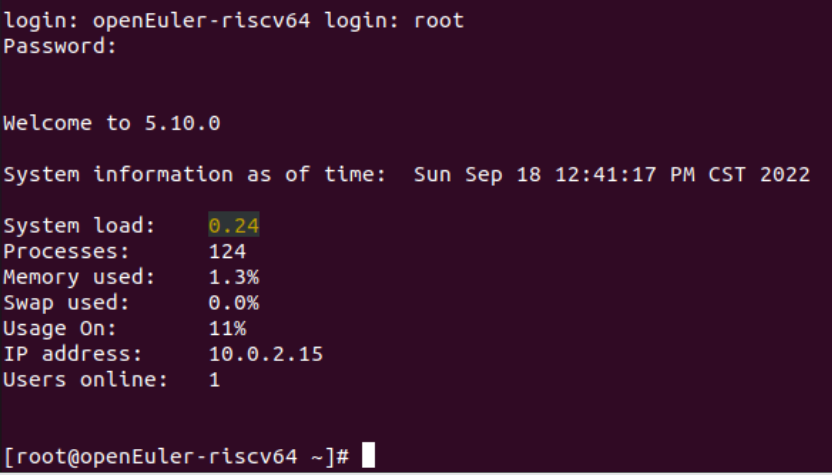 login: openEuler-riscv64 login: root
Password:
Welcome to 5.10.0
System information as of time:  Sun Sep 18 12:41:17 PM CST 2022
System load:    0.24
Processes:      124
Memory used:    1.3%
Swap used:      0.0%
Usage On:       11%
IP address:     10.0.2.15
Users online:   1
[root@openEuler-riscv64 ~]#